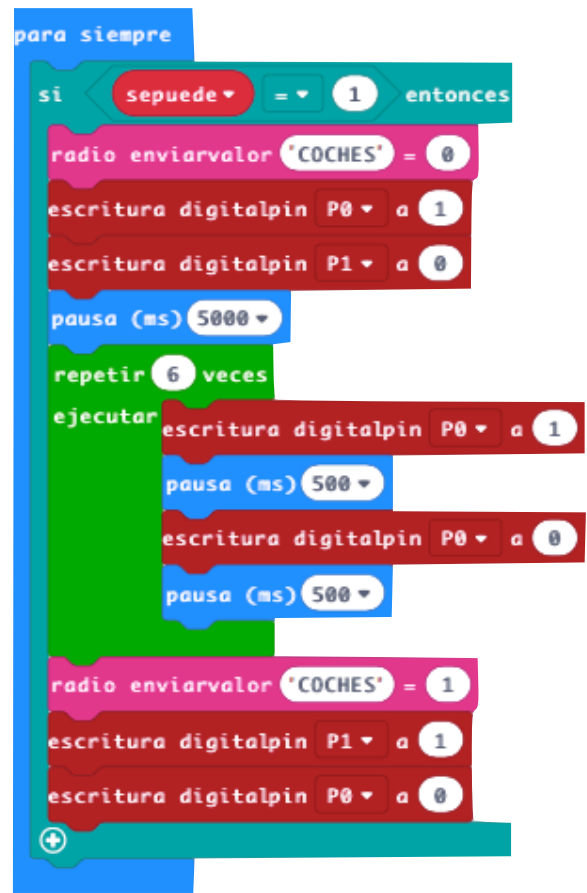 para siempre
si sepuede = 1 entonces
radio enviarvalor "COCHES" = 0
escritura digitalpin P0 a 1
escritura digitalpin P1 a 0
pausa (ms) 5000
repetir 6 veces
ejecutar escritura digitalpin P0 a 1
pausa (ms) 500
escritura digitalpin P0 a 0
pausa (ms) 500
radio enviarvalor "COCHES" = 1
escritura digitalpin P1 a 1
escritura digitalpin P0 a 0